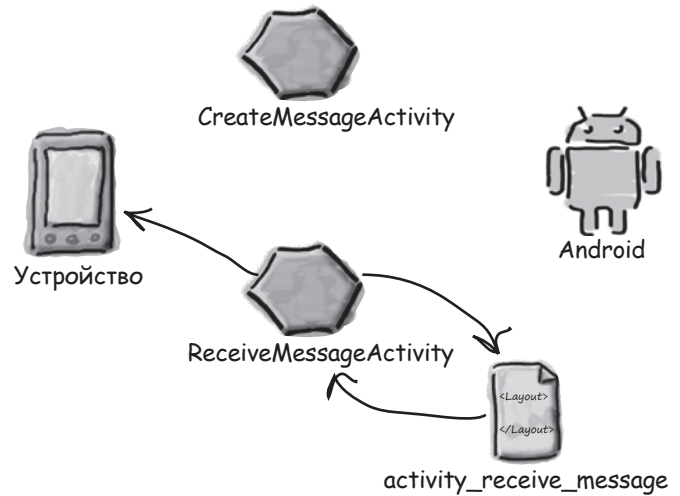 CreateMessageActivity
Android
Устройство
ReceiveMessageActivity
<Layout>
</Layout>
activity_receive_message